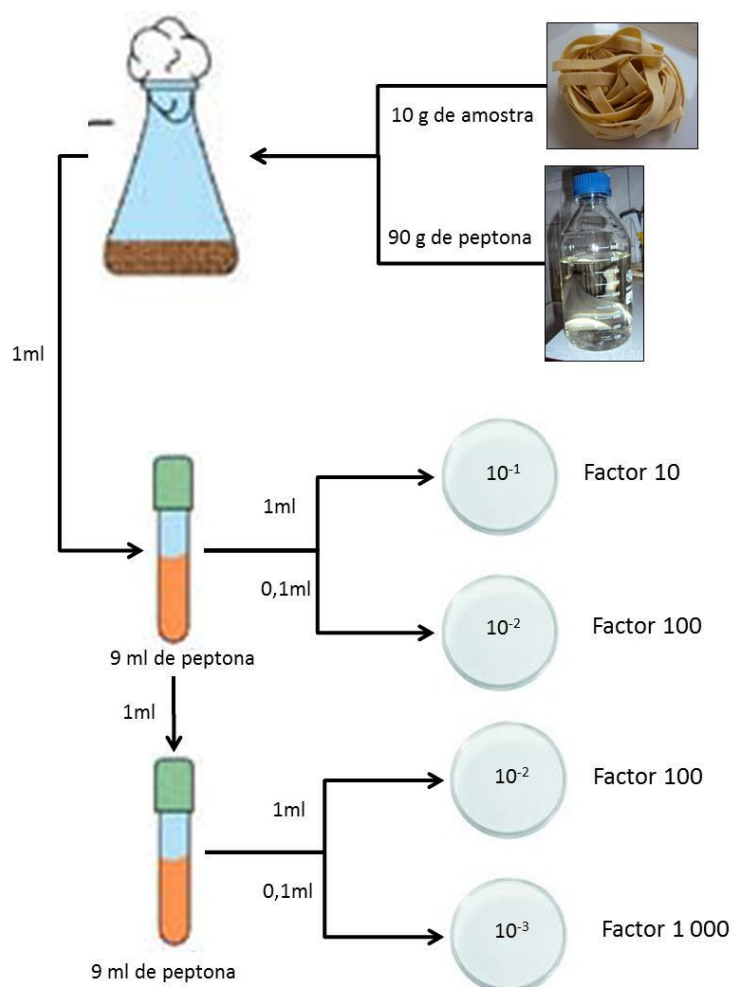 10 g de amostra
90 g de peptona
1ml
10⁻¹
Factor 10
1ml
0,1ml
10⁻²
Factor 100
9 ml de peptona
1ml
10⁻²
Factor 100
1ml
0,1ml
10⁻³
Factor 1 000
9 ml de peptona